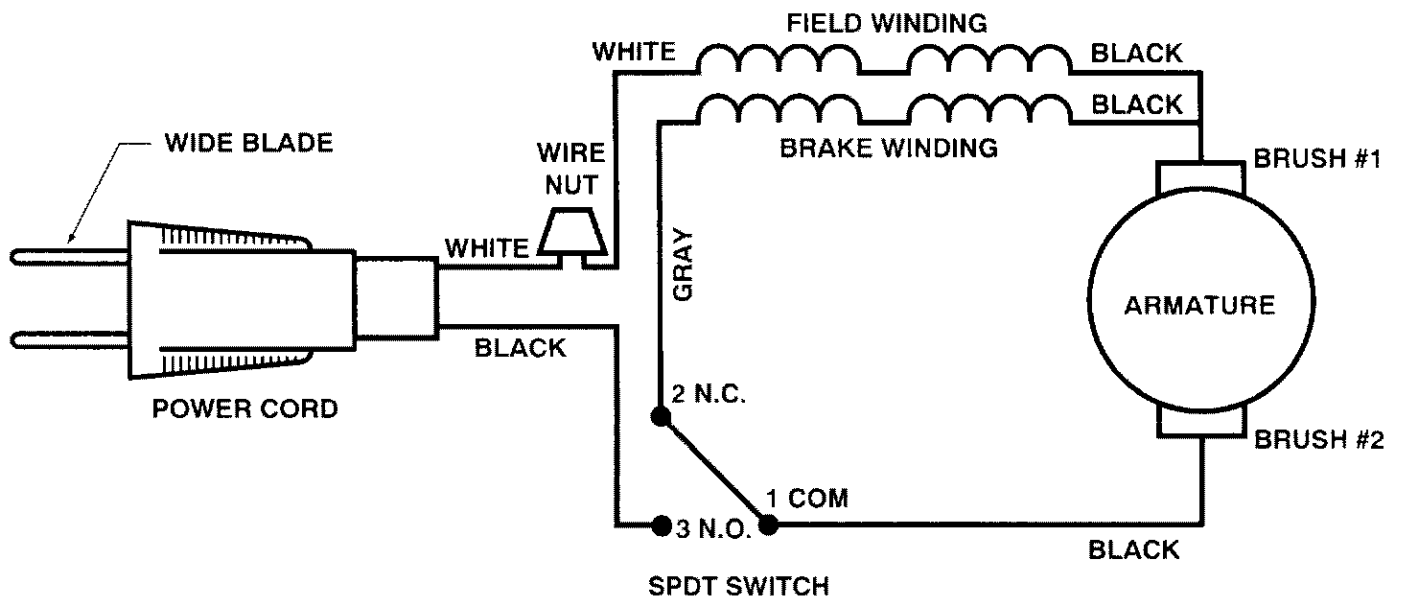 FIELD WINDING
WHITE
BLACK
BLACK
BRAKE WINDING
WIDE BLADE
WIRE
NUT
BRUSH #1
WHITE
GRAY
ARMATURE
BLACK
2 N.C.
POWER CORD
BRUSH #2
1 COM
3 N.O.
BLACK
SPDT SWITCH